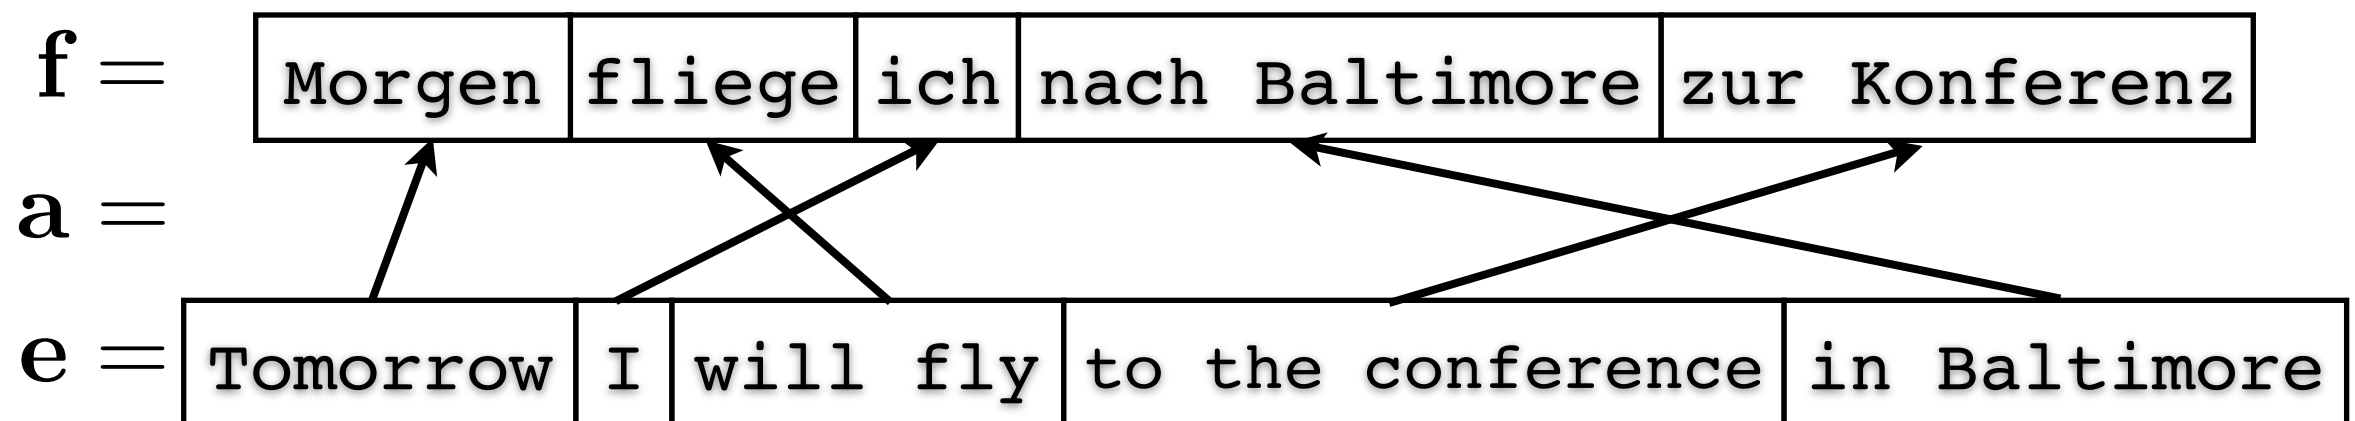 f = Morgen fliege ich nach Baltimore zur Konferenz
a =
e = Tomorrow I will fly to the conference in Baltimore